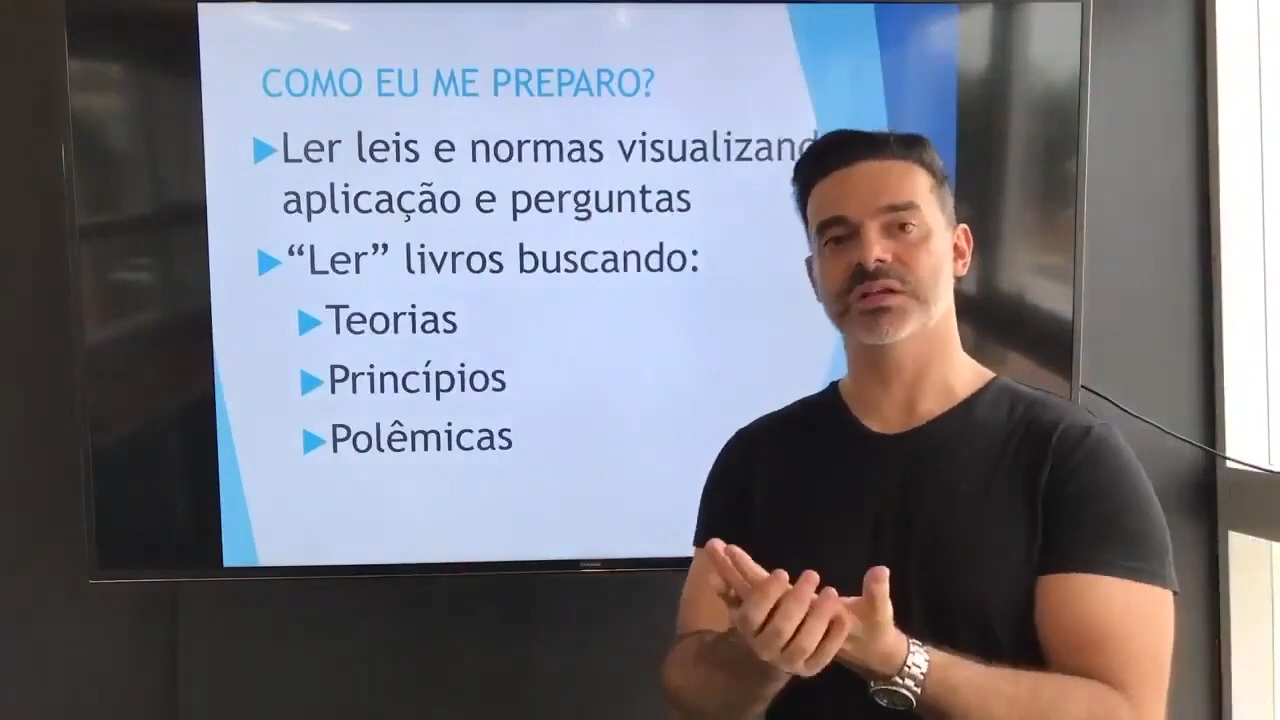 COMO EU ME PREPARO?
Ler leis e normas visualizand
aplicação e perguntas
“Ler” livros buscando:
Teorias
Princípios
Polêmicas